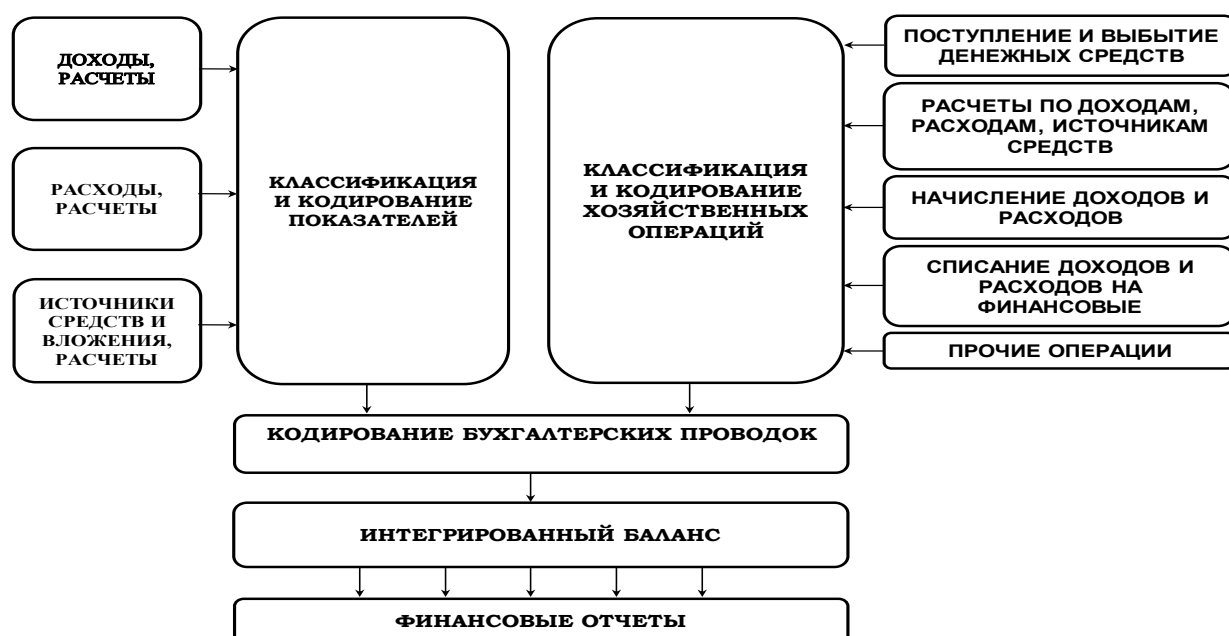 ДОХОДЫ,
РАСЧЕТЫ
РАСХОДЫ,
РАСЧЕТЫ
ИСТОЧНИКИ
СРЕДСТВ И
ВЛОЖЕНИЯ,
РАСЧЕТЫ
КЛАССИФИКАЦИЯ
И КОДИРОВАНИЕ
ПОКАЗАТЕЛЕЙ
КЛАССИФИКАЦИЯ
И КОДИРОВАНИЕ
ХОЗЯЙСТВЕННЫХ
ОПЕРАЦИЙ
ПОСТУПЛЕНИЕ И ВЫБЫТИЕ
ДЕНЕЖНЫХ СРЕДСТВ
РАСЧЕТЫ ПО ДОХОДАМ,
РАСХОДАМ, ИСТОЧНИКАМ
СРЕДСТВ
НАЧИСЛЕНИЕ ДОХОДОВ И
РАСХОДОВ
СПИСАНИЕ ДОХОДОВ И
РАСХОДОВ НА
ФИНАНСОВЫЕ
ПРОЧИЕ ОПЕРАЦИИ
КОДИРОВАНИЕ БУХГАЛТЕРСКИХ ПРОВОДОК
ИНТЕГРИРОВАННЫЙ БАЛАНС
ФИНАНСОВЫЕ ОТЧЕТЫ